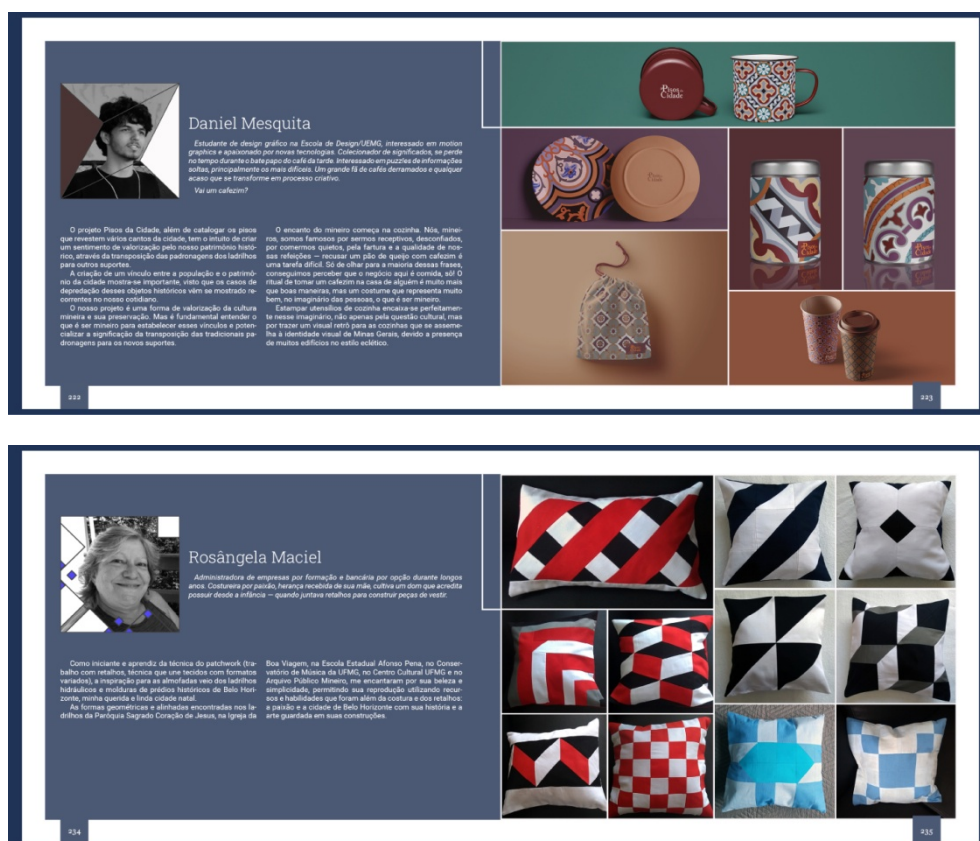 Daniel Mesquita
Estudante de design gráfico na Escola de Design/UEMG, interessado em motion
graphics e apaixonado por novas tecnologias. Colecionador de significados, se perde
no tempo durante o bate papo do café da tarde. Interessado em puzzles de informações
soltas, principalmente os mais difíceis. Um grande fã de cafés derramados e qualquer
acaso que se transforme em processo criativo.
Vai um cafezim?
O projeto Pisos da Cidade, além de catalogar os pisos
que revestem vários cantos da cidade, tem o intuito de criar
um sentimento de valorização pelo nosso patrimônio histó-
rico, através da transposição das padronagens dos ladrilhos
para outros suportes.
A criação de um vínculo entre a população e o patrimô-
nio da cidade mostra-se importante, visto que os casos de
depredação desses objetos históricos vêm se mostrado re-
correntes no nosso cotidiano.
O nosso projeto é uma forma de valorização da cultura
mineira e sua preservação. Mas é fundamental entender o
que é ser mineiro para estabelecer esses vínculos e poten-
cializar a significação da transposição das tradicionais pa-
dronagens para os novos suportes.
O encanto do mineiro começa na cozinha. Nós, minei-
ros, somos famosos por sermos receptivos, desconfiados,
por comermos quietos, pela fartura e a qualidade de nos-
sas refeições — recusar um pão de queijo com cafezim é
uma tarefa difícil. Só de olhar para a maioria dessas frases,
conseguimos perceber que o negócio aqui é comida, sô! O
ritual de tomar um cafezim na casa de alguém é muito mais
que boas maneiras, mas um costume que representa muito
bem, no imaginário das pessoas, o que é ser mineiro.
Estampar utensílios de cozinha encaixa-se perfeitamen-
te nesse imaginário, não apenas pela questão cultural, mas
por trazer um visual retrô para as cozinhas que se asseme-
lha à identidade visual de Minas Gerais, devido a presença
de muitos edifícios no estilo eclético.
Pisos da
Cidade
222
223
Rosângela Maciel
Administradora de empresas por formação e bancária por opção durante longos
anos. Costureira por paixão, herança recebida de sua mãe, cultiva um dom que acredita
possuir desde a infância — quando juntava retalhos para construir peças de vestir.
Como iniciante e aprendiz da técnica do patchwork (tra-
balho com retalhos, técnica que une tecidos com formatos
variados), a inspiração para as almofadas veio dos ladrilhos
hidráulicos e molduras de prédios históricos de Belo Hori-
zonte, minha querida e linda cidade natal.
As formas geométricas e alinhadas encontradas nos la-
drilhos da Paróquia Sagrado Coração de Jesus, na Igreja da
Boa Viagem, na Escola Estadual Afonso Pena, no Conser-
vatório de Música da UFMG, no Centro Cultural UFMG e no
Arquivo Público Mineiro, me encantaram por sua beleza e
simplicidade, permitindo sua reprodução utilizando recur-
sos e habilidades que foram além da costura e dos retalhos:
a paixão e a cidade de Belo Horizonte com sua história e a
arte guardada em suas construções.
234
235